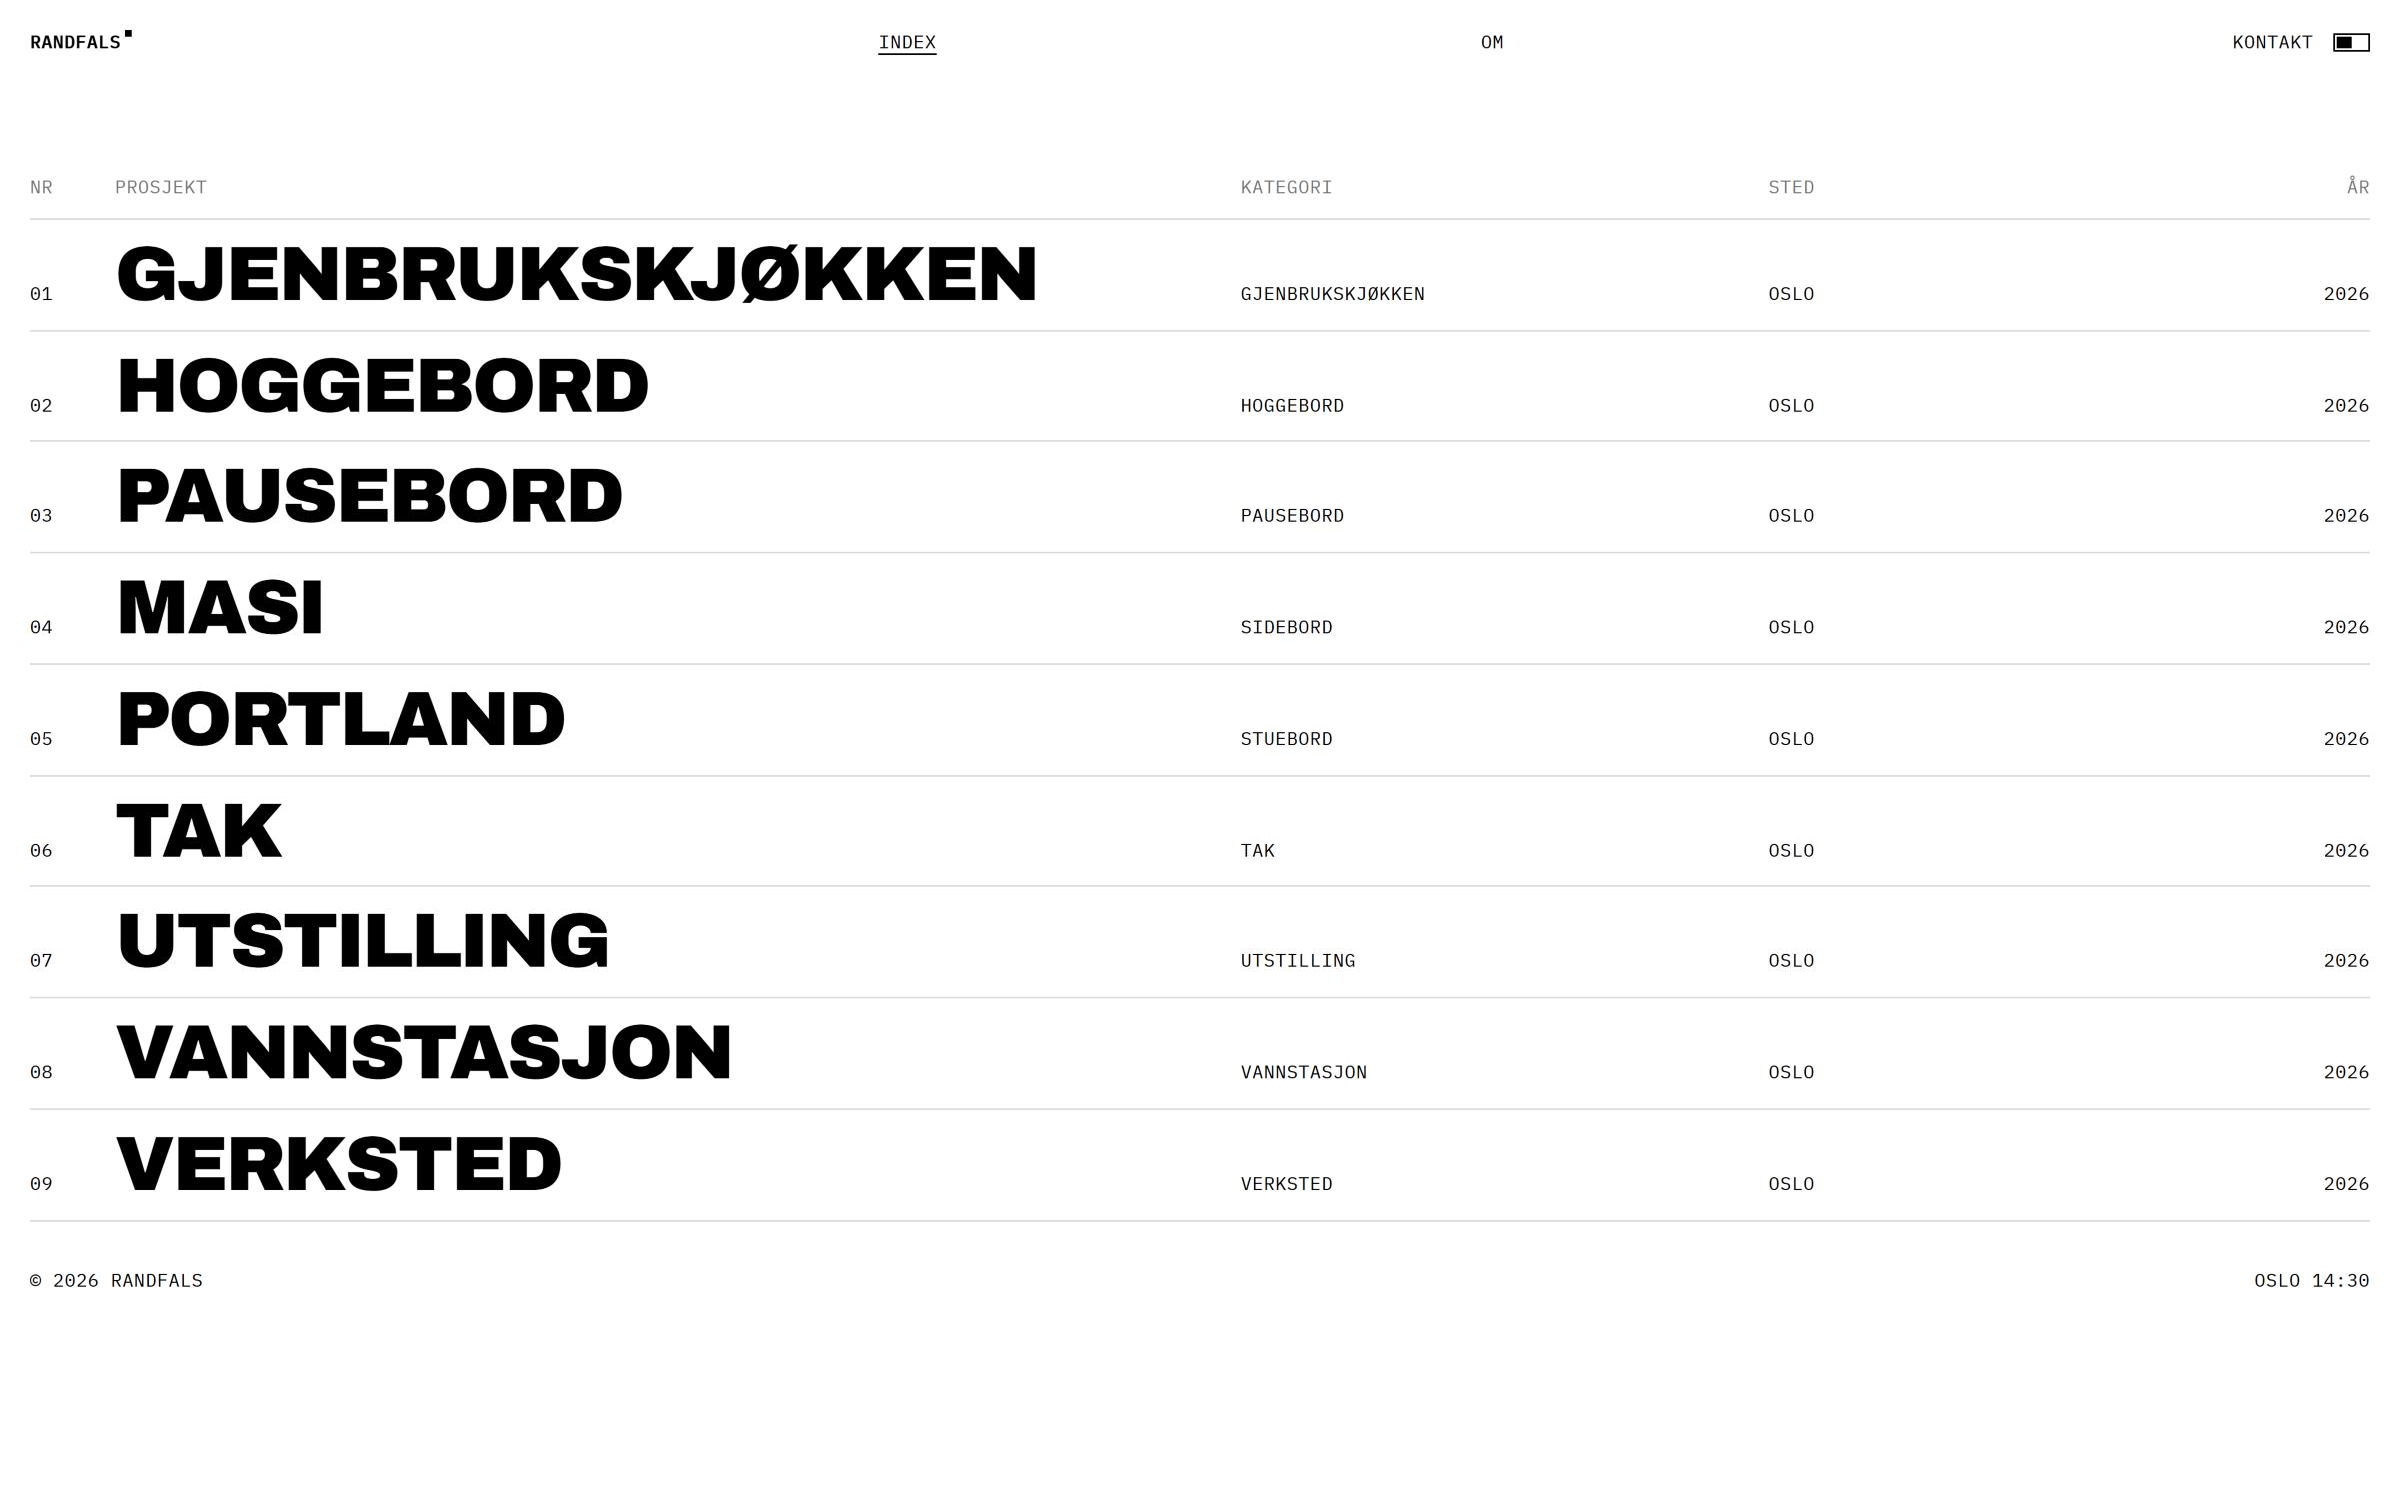 RANDFALS INDEX OM KONTAKT
NR PROSJEKT KATEGORI STED ÅR
01 GJENBRUKSKJØKKEN GJENBRUKSKJØKKEN OSLO 2026
02 HOGGEBORD HOGGEBORD OSLO 2026
03 PAUSEBORD PAUSEBORD OSLO 2026
04 MASI SIDEBORD OSLO 2026
05 PORTLAND STUEBORD OSLO 2026
06 TAK TAK OSLO 2026
07 UTSTILLING UTSTILLING OSLO 2026
08 VANNSTASJON VANNSTASJON OSLO 2026
09 VERKSTED VERKSTED OSLO 2026
© 2026 RANDFALS OSLO 14:30